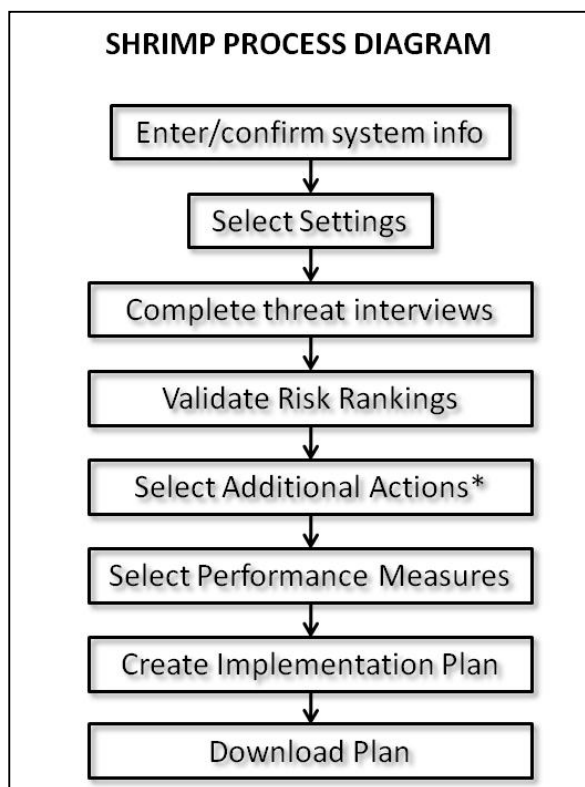 SHRIMP PROCESS DIAGRAM
Enter/confirm system info
Select Settings
Complete threat interviews
Validate Risk Rankings
Select Additional Actions*
Select Performance Measures
Create Implementation Plan
Download Plan